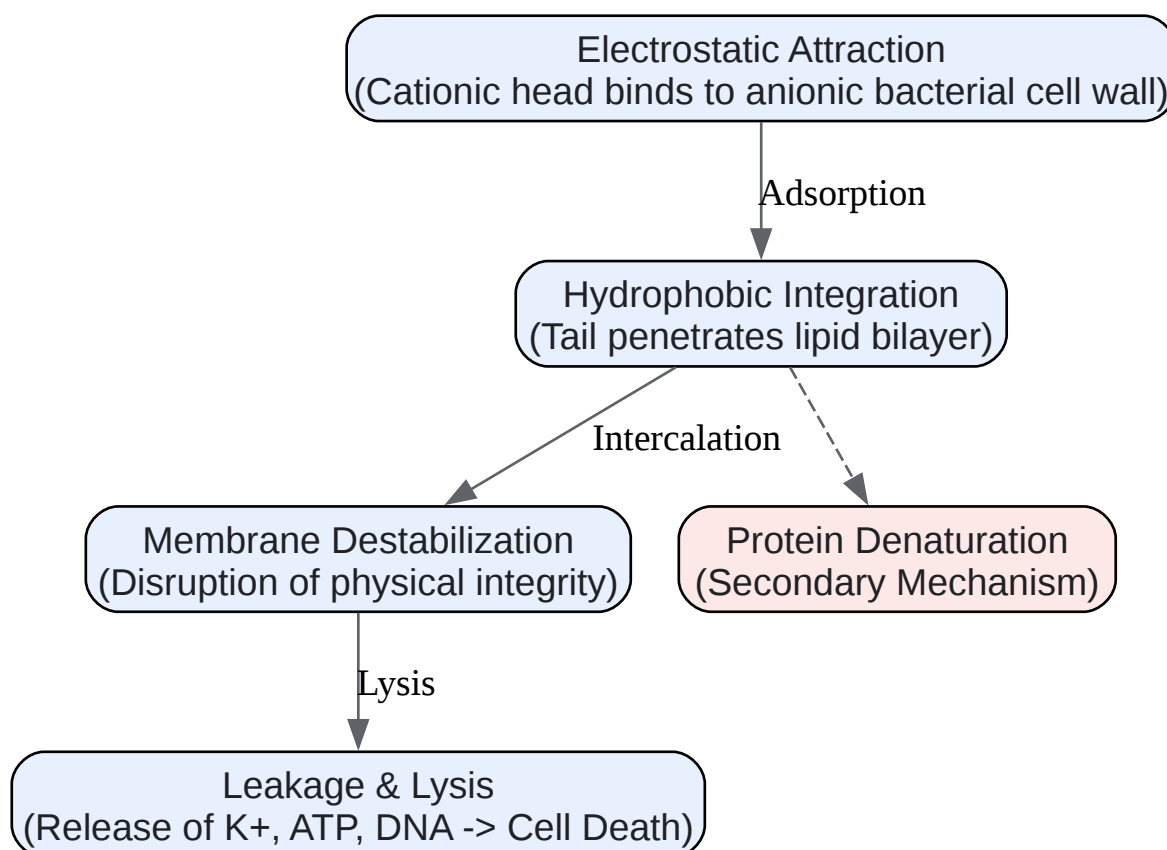 Electrostatic Attraction
(Cationic head binds to anionic bacterial cell wall)
Adsorption
Hydrophobic Integration
(Tail penetrates lipid bilayer)
Intercalation
Membrane Destabilization
(Disruption of physical integrity)
Protein Denaturation
(Secondary Mechanism)
Lysis
Leakage & Lysis
(Release of K+, ATP, DNA -> Cell Death)